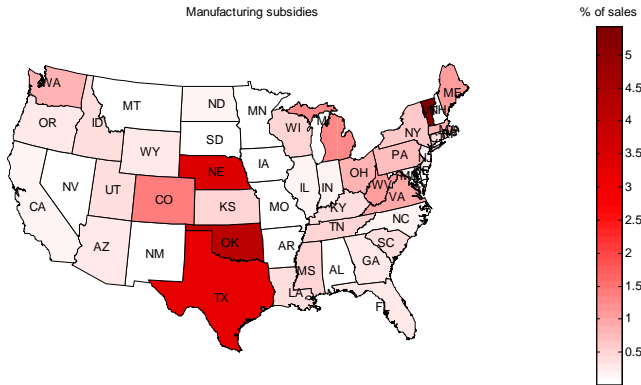 Manufacturing subsidies
% of sales
WA
MT
ND
MN
ME
OR
ID
WI
NY
SD
WY
IA
PA
NE
OH
NJ
NV
UT
CO
IL
IN
WV
VA
CA
KS
MO
KY
NC
TN
AZ
NM
OK
AR
SC
MS
AL
GA
TX
LA
5
4.5
4
3.5
3
2.5
2
1.5
1
0.5